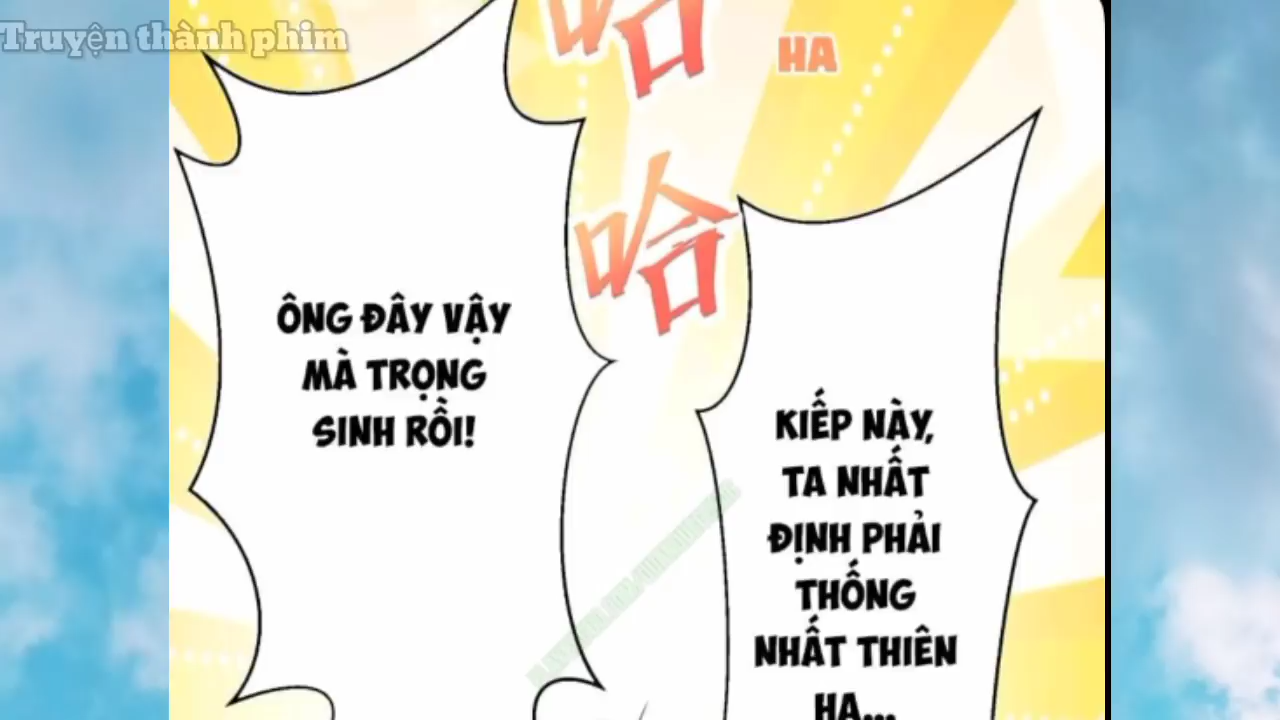 Truyện thành phim
哈
HA
哈
ÔNG ĐÂY VẬY
MÀ TRỌNG
SINH RỒI!
KIẾP NÀY,
TA NHẤT
ĐỊNH PHẢI
THỐNG
NHẤT THIÊN
HẠ...